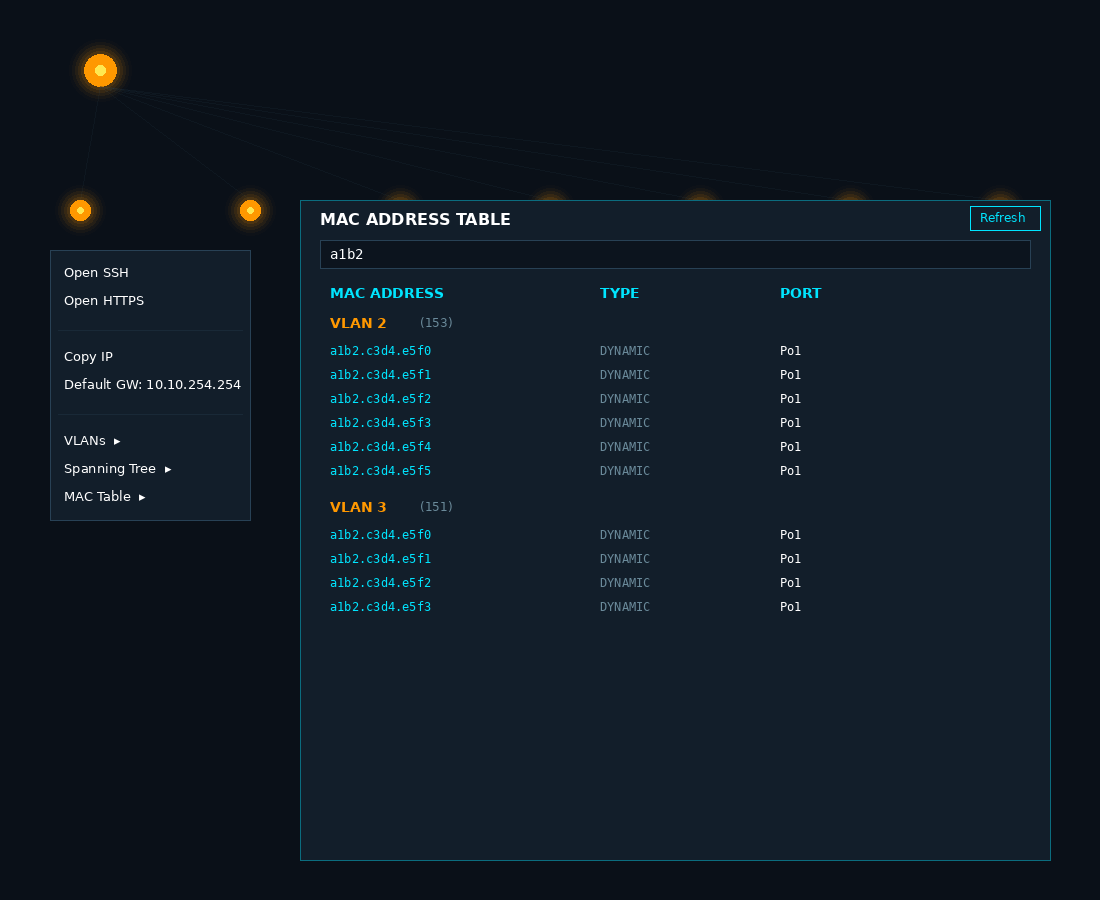 Open SSH
Open HTTPS
Copy IP
Default GW: 10.10.254.254
VLANs ▸
Spanning Tree ▸
MAC Table ▸
MAC ADDRESS TABLE
Refresh
a1b2
MAC ADDRESS TYPE PORT
VLAN 2 (153)
a1b2.c3d4.e5f0 DYNAMIC Po1
a1b2.c3d4.e5f1 DYNAMIC Po1
a1b2.c3d4.e5f2 DYNAMIC Po1
a1b2.c3d4.e5f3 DYNAMIC Po1
a1b2.c3d4.e5f4 DYNAMIC Po1
a1b2.c3d4.e5f5 DYNAMIC Po1
VLAN 3 (151)
a1b2.c3d4.e5f0 DYNAMIC Po1
a1b2.c3d4.e5f1 DYNAMIC Po1
a1b2.c3d4.e5f2 DYNAMIC Po1
a1b2.c3d4.e5f3 DYNAMIC Po1